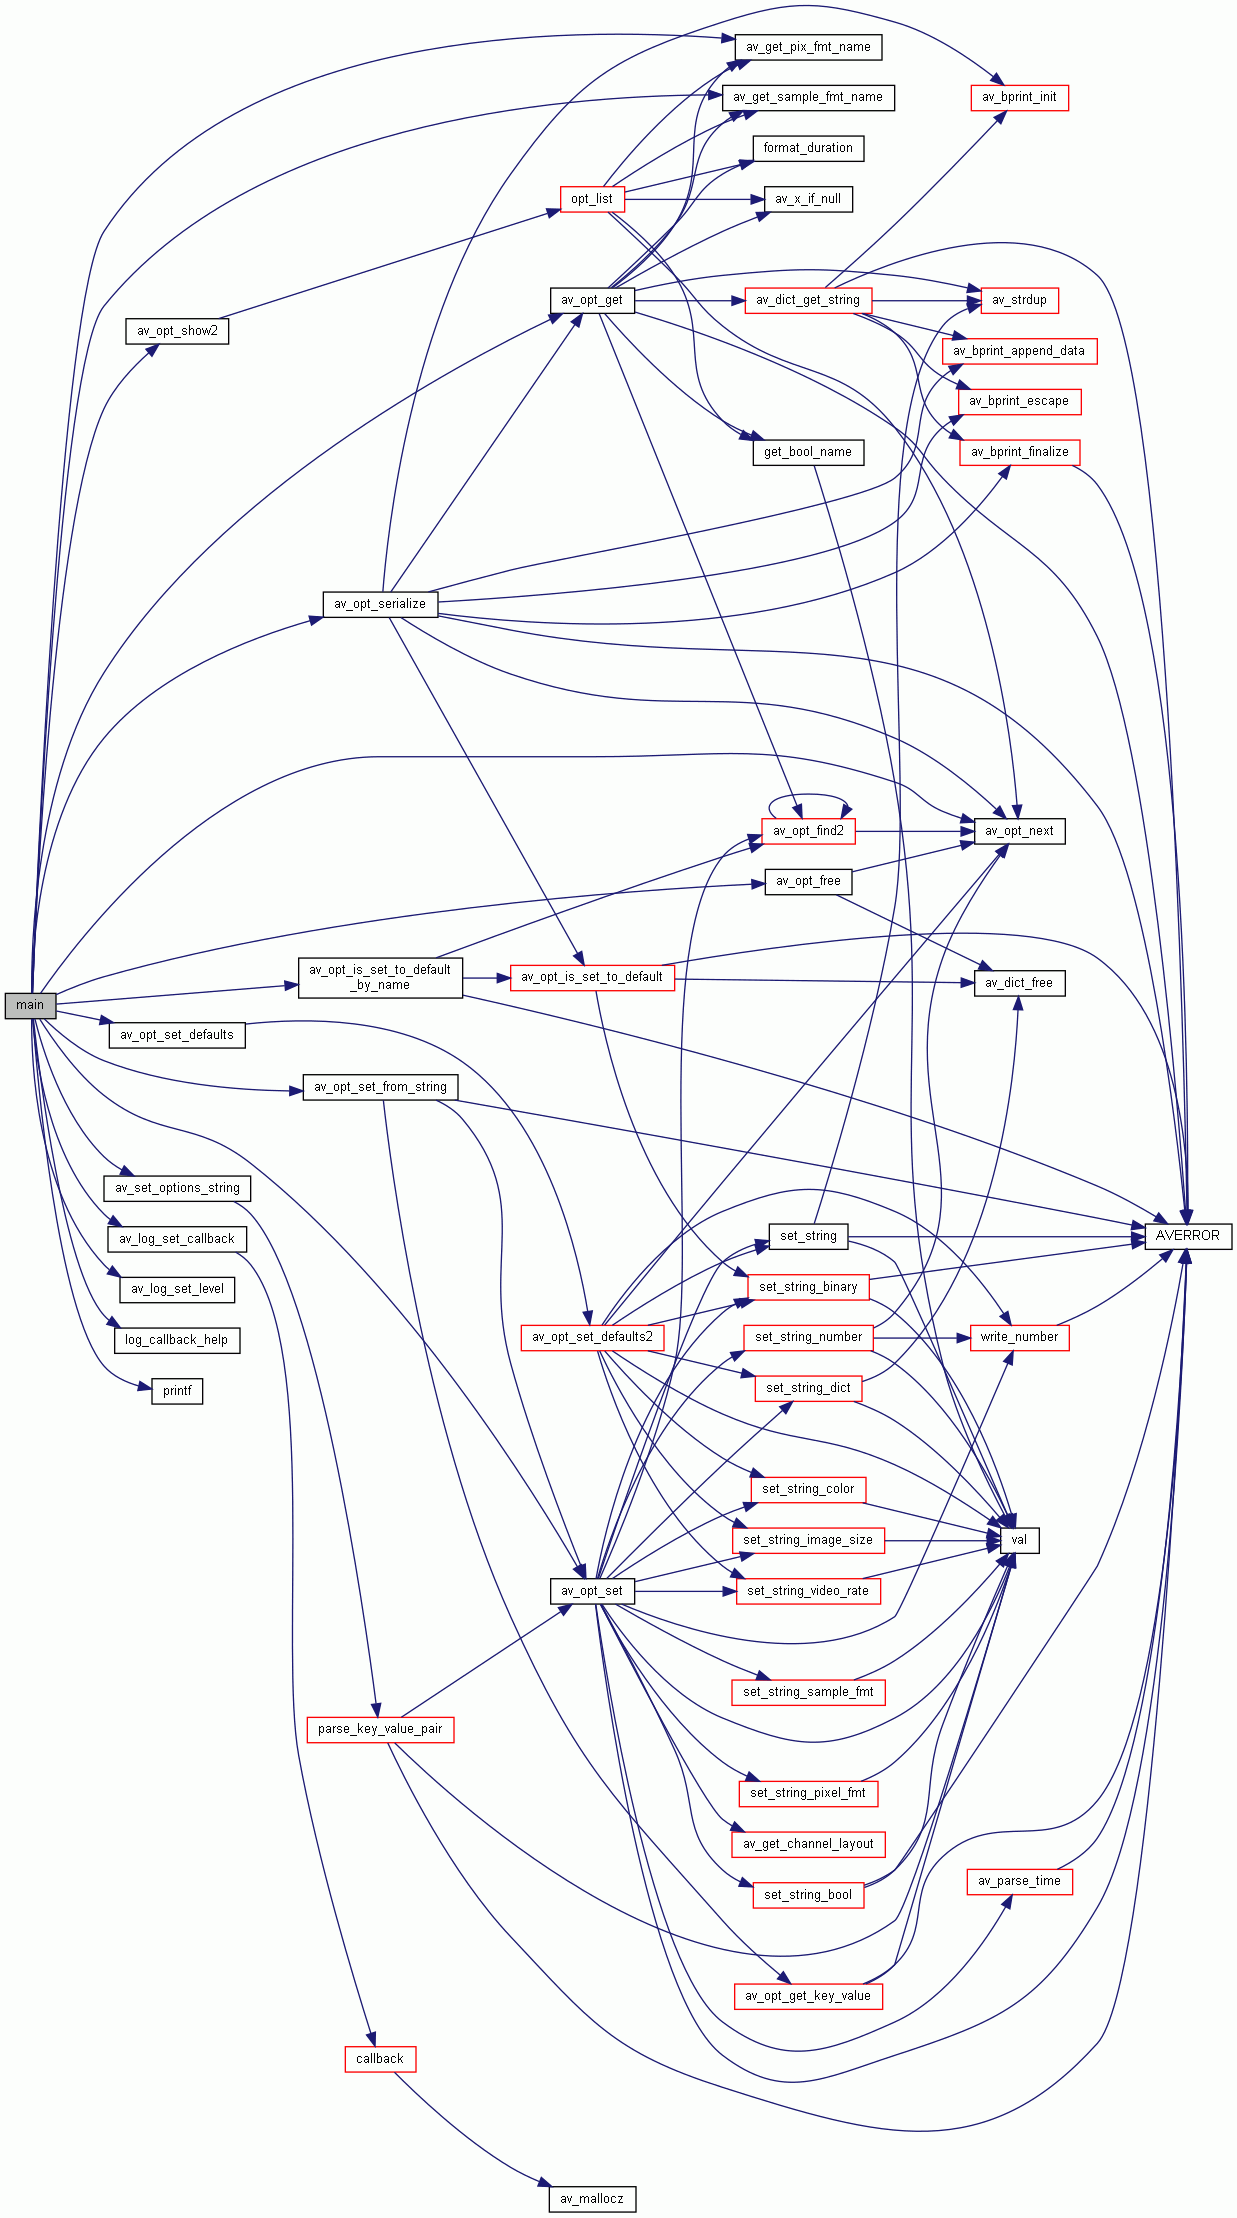 av_get_pix_fmt_name
av_get_sample_fmt_name
av_bprint_init
format_duration
opt_list
av_x_if_null
av_opt_get
av_dict_get_string
av_strdup
av_opt_show2
av_bprint_append_data
av_bprint_escape
get_bool_name
av_bprint_finalize
av_opt_serialize
av_opt_find2
av_opt_next
av_opt_free
av_opt_is_set_to_default
_by_name
av_opt_is_set_to_default
av_dict_free
main
av_opt_set_defaults
av_opt_set_from_string
av_set_options_string
av_log_set_callback
set_string
AVERROR
av_log_set_level
set_string_binary
log_callback_help
av_opt_set_defaults2
set_string_number
write_number
printf
set_string_dict
set_string_color
set_string_image_size
val
av_opt_set
set_string_video_rate
set_string_sample_fmt
parse_key_value_pair
set_string_pixel_fmt
av_get_channel_layout
set_string_bool
av_parse_time
av_opt_get_key_value
callback
av_mallocz